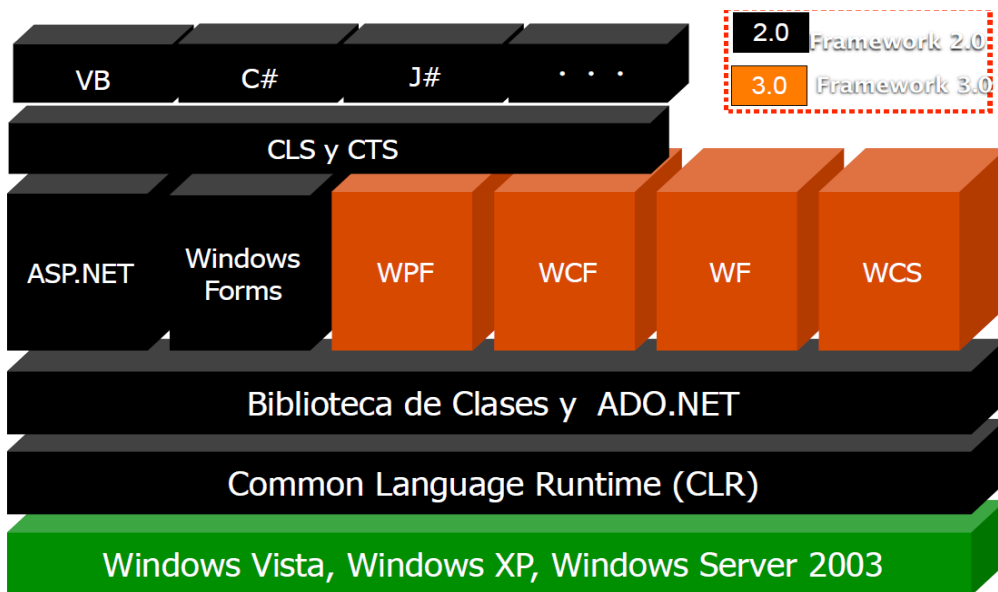 2.0 Framework 2.0
3.0 Framework 3.0
VB C# J# . . .
CLS y CTS
ASP.NET Windows Forms WPF WCF WF WCS
Biblioteca de Clases y ADO.NET
Common Language Runtime (CLR)
Windows Vista, Windows XP, Windows Server 2003